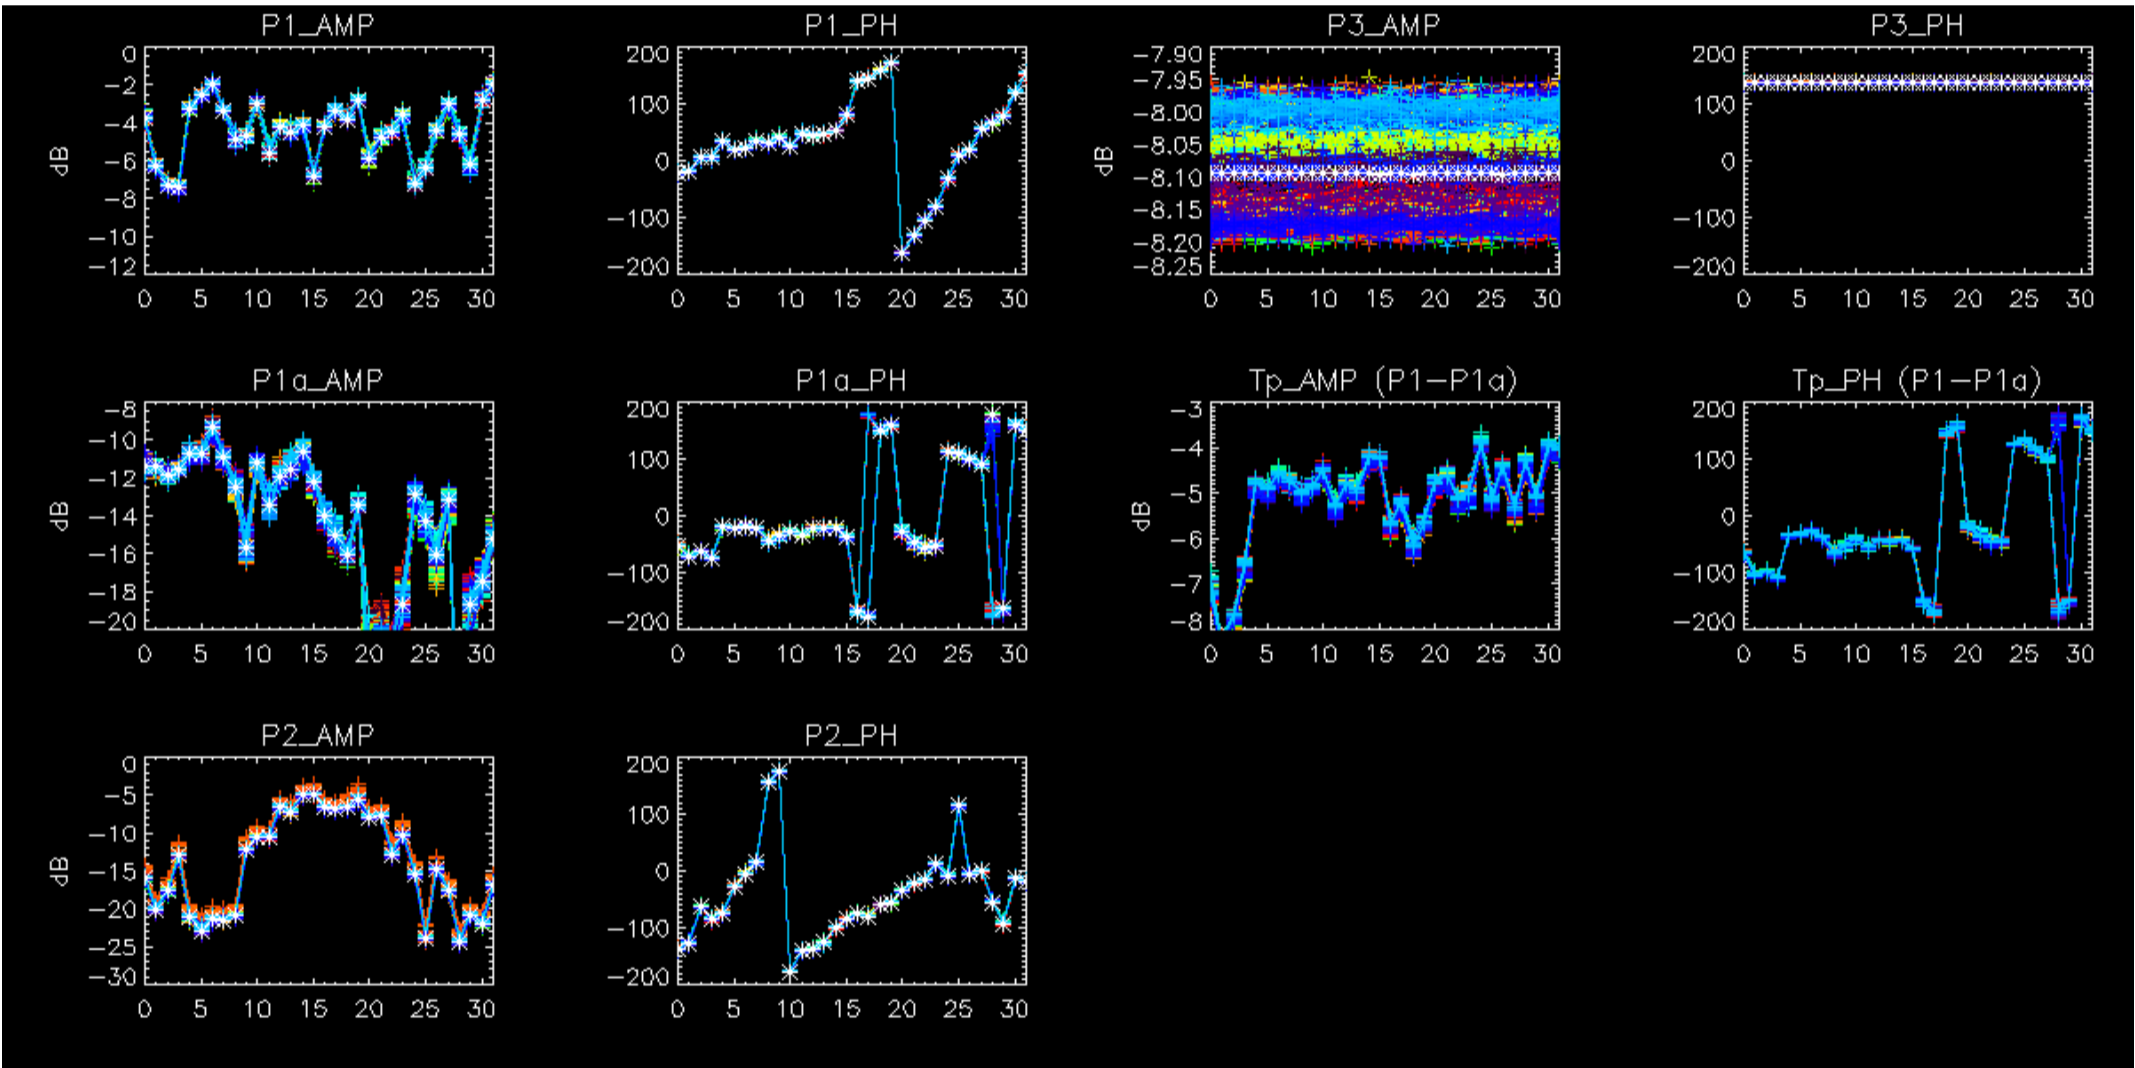 P1_AMP
dB
0
-2
-4
-6
-8
-10
-12
0 5 10 15 20 25 30
P1_PH
200
100
0
-100
-200
0 5 10 15 20 25 30
P3_AMP
dB
-7.90
-7.95
-8.00
-8.05
-8.10
-8.15
-8.20
-8.25
0 5 10 15 20 25 30
P3_PH
200
100
0
-100
-200
0 5 10 15 20 25 30
P1a_AMP
dB
-8
-10
-12
-14
-16
-18
-20
0 5 10 15 20 25 30
P1a_PH
200
100
0
-100
-200
0 5 10 15 20 25 30
Tp_AMP (P1-P1a)
dB
-3
-4
-5
-6
-7
-8
0 5 10 15 20 25 30
Tp_PH (P1-P1a)
200
100
0
-100
-200
0 5 10 15 20 25 30
P2_AMP
dB
0
-5
-10
-15
-20
-25
-30
0 5 10 15 20 25 30
P2_PH
200
100
0
-100
-200
0 5 10 15 20 25 30